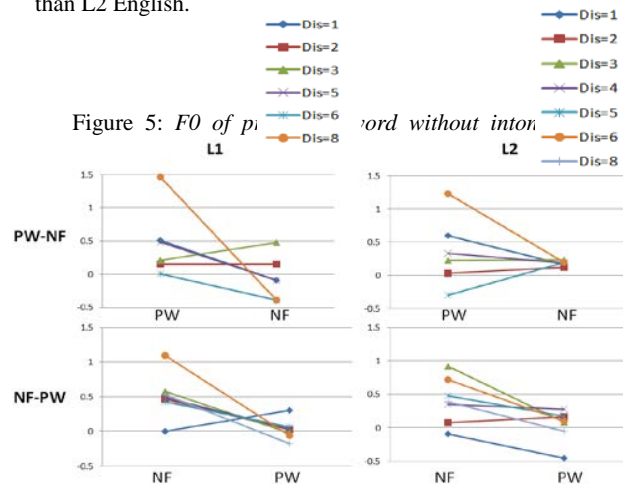 than L2 English.
Dis=1
Dis=2
Dis=3
Dis=5
Dis=6
Dis=8
Dis=1
Dis=2
Dis=3
Dis=4
Dis=5
Dis=6
Dis=8
Figure 5: F0 of word without
L1
L2
PW-NF
1.5
1
0.5
0
-0.5
PW NF
1.5
1
0.5
0
-0.5
PW NF
NF-PW
1.5
1
0.5
0
-0.5
NF PW
1.5
1
0.5
0
-0.5
NF PW